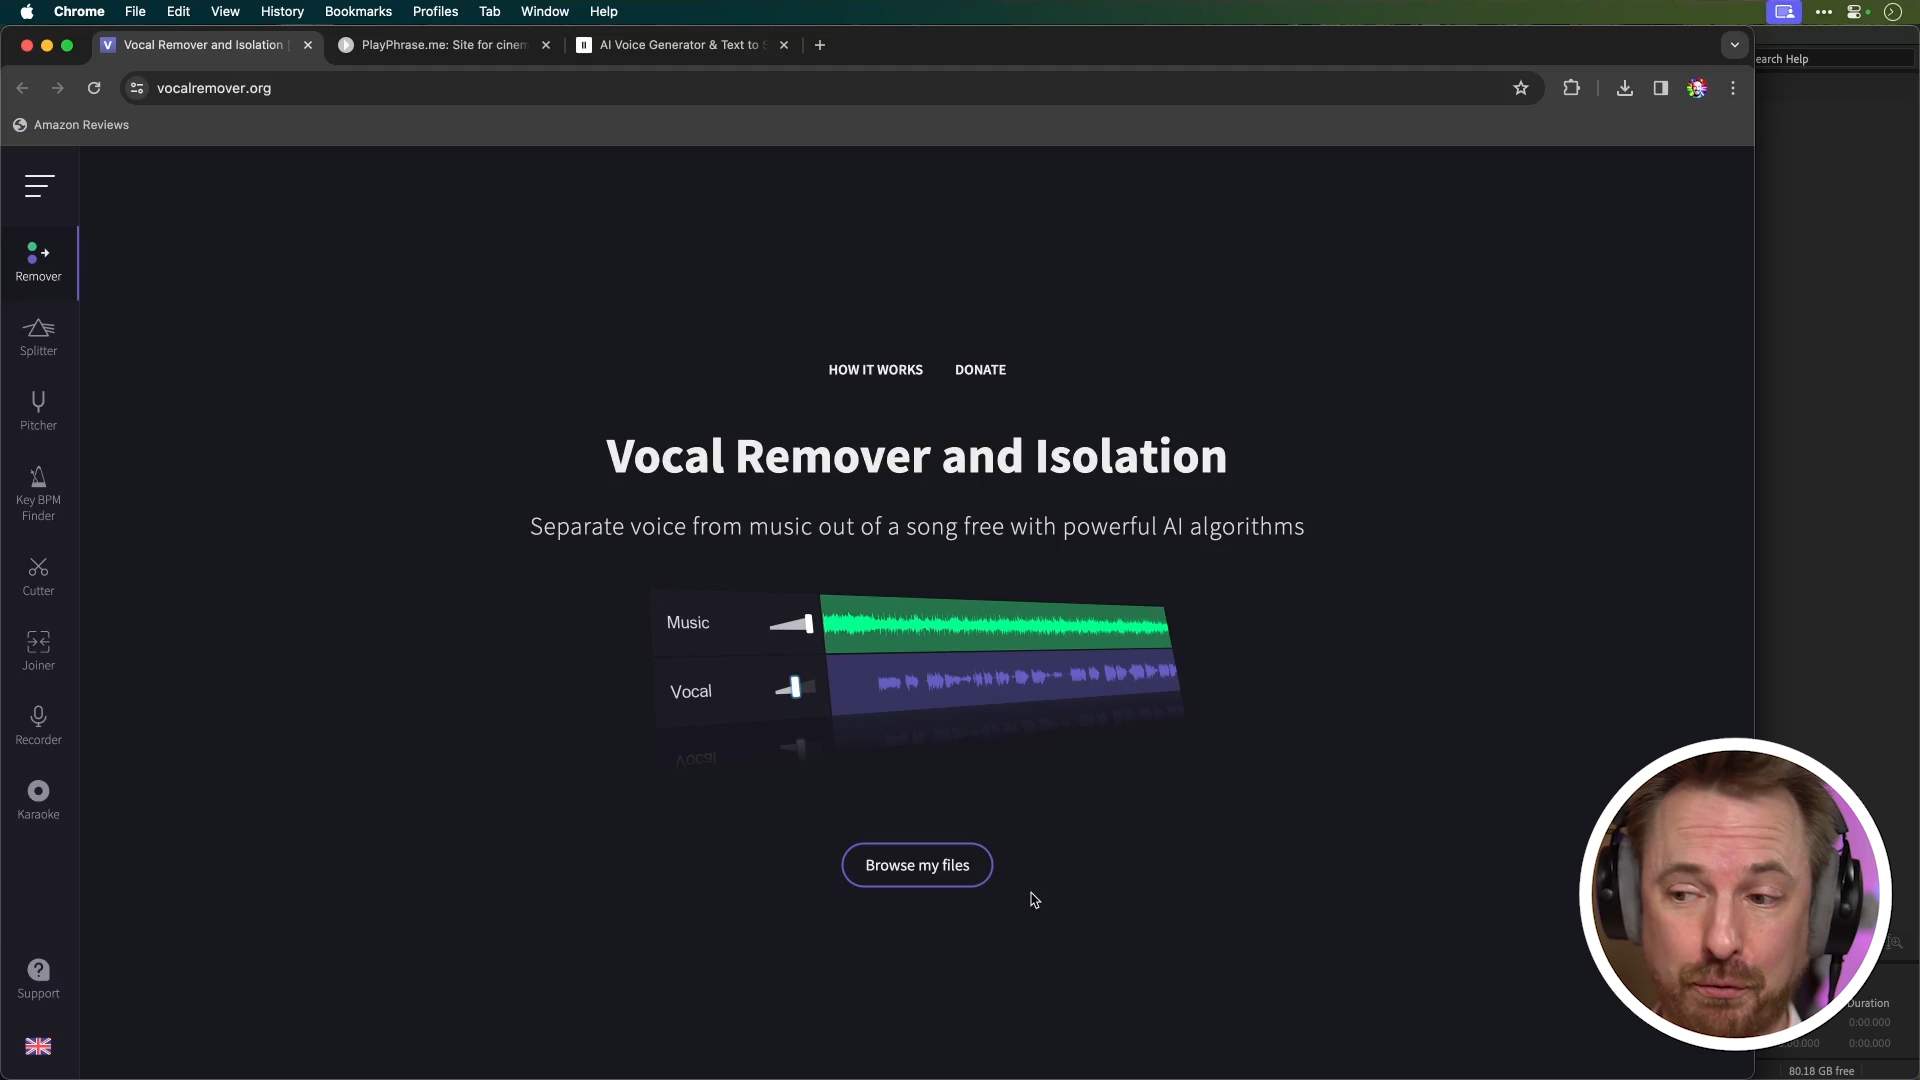 Chrome File Edit View History Bookmarks Profiles Tab Window Help
Vocal Remover and Isolation
PlayPhrase.me: Site for cinem
AI Voice Generator & Text to S
earch Help
vocalremover.org
Amazon Reviews
Remover
Splitter
Pitcher
Key BPM
Finder
Cutter
Joiner
Recorder
Karaoke
Support
HOW IT WORKS DONATE
Vocal Remover and Isolation
Separate voice from music out of a song free with powerful AI algorithms
Music
Vocal
Vocal
Browse my files
Duration
0:00.000
0:00.000
80.18 GB free